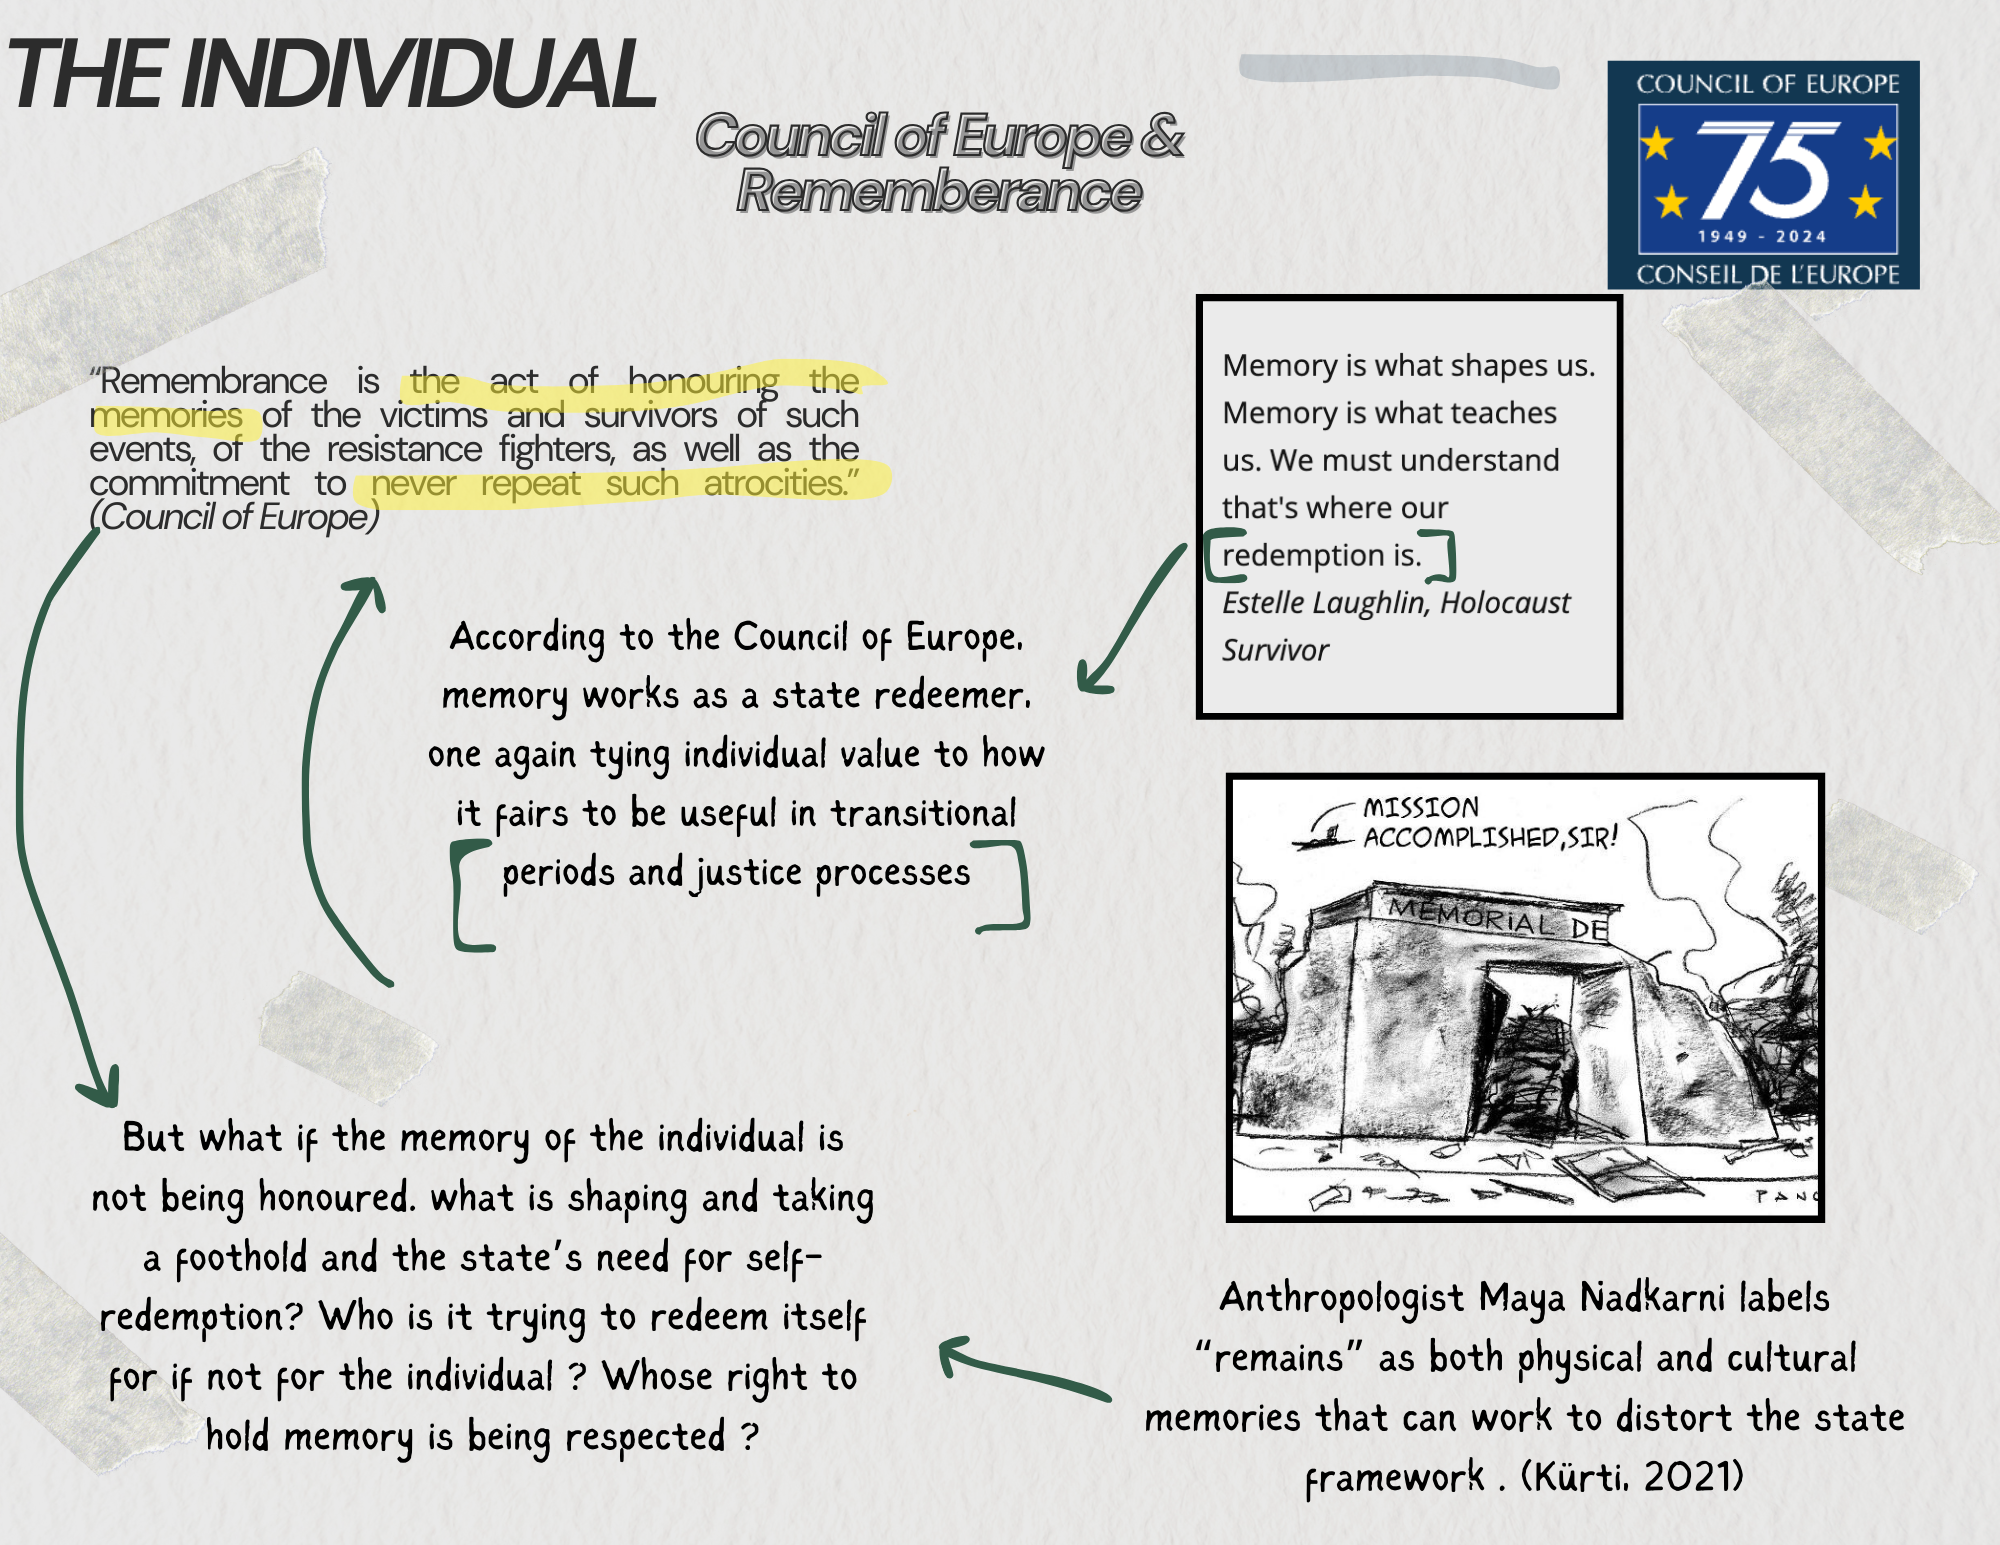 THE INDIVIDUAL
Council of Europe &
Rememberance
COUNCIL OF EUROPE
75
1949 - 2024
CONSEIL DE L'EUROPE
“Remembrance is the act of honouring the
memories of the victims and survivors of such
events, of the resistance fighters, as well as the
commitment to never repeat such atrocities.”
(Council of Europe)
Memory is what shapes us.
Memory is what teaches
us. We must understand
that's where our
redemption is.
Estelle Laughlin, Holocaust
Survivor
According to the Council of Europe,
memory works as a state redeemer,
one again tying individual value to how
it fairs to be useful in transitional
periods and justice processes
MISSION
ACCOMPLISHED, SIR!
MEMORIAL DE
PANC
But what if the memory of the individual is
not being honoured, what is shaping and taking
a foothold and the state’s need for self-
redemption? Who is it trying to redeem itself
for if not for the individual ? Whose right to
hold memory is being respected ?
Anthropologist Maya Nadkarni labels
“remains” as both physical and cultural
memories that can work to distort the state
framework . (Kürti, 2021)